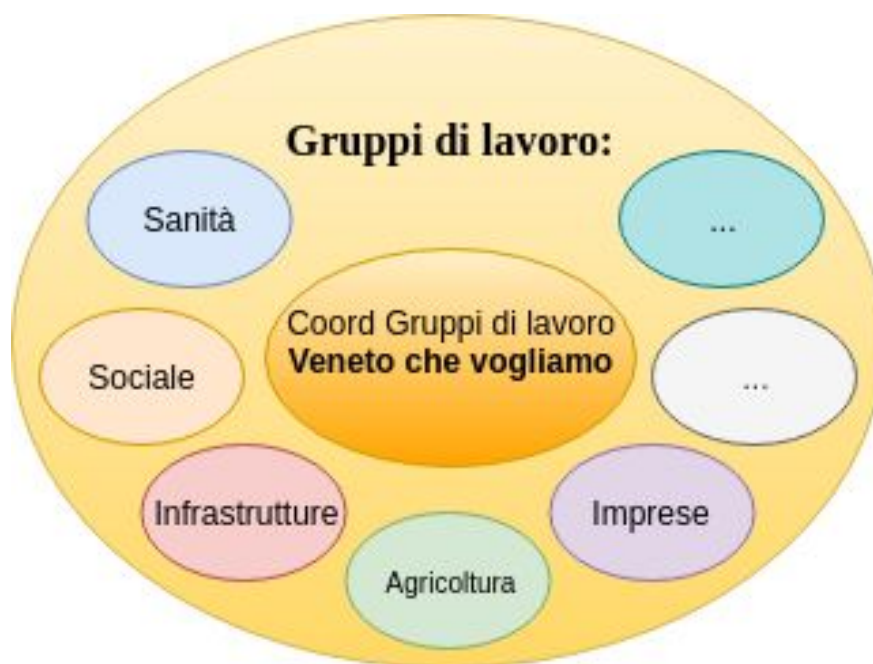 Gruppi di lavoro:
Sanità
...
Coord Gruppi di lavoro
Veneto che vogliamo
Sociale
...
Infrastrutture
Imprese
Agricoltura